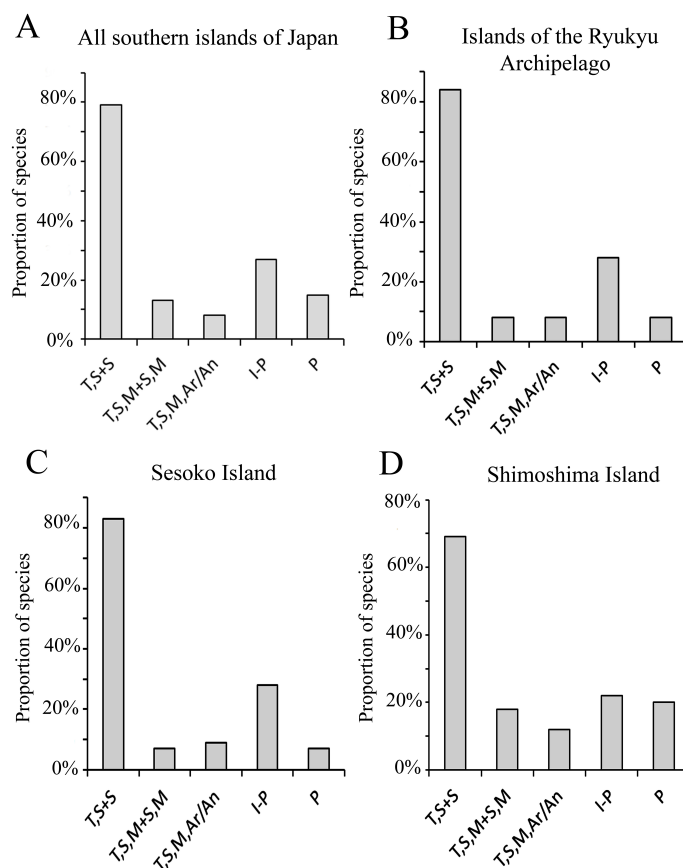 A
All southern islands of Japan
Proportion of species
80%
60%
40%
20%
0%
T,S+S
T,S,M+S,M
T,S,M,Ar/An
I-P
P
B
Islands of the Ryukyu
Archipelago
Proportion of species
80%
60%
40%
20%
0%
T,S+S
T,S,M+S,M
T,S,M,Ar/An
I-P
P
C
Sesoko Island
Proportion of species
80%
60%
40%
20%
0%
T,S+S
T,S,M+S,M
T,S,M,Ar/An
I-P
P
D
Shimoshima Island
Proportion of species
80%
60%
40%
20%
0%
T,S+S
T,S,M+S,M
T,S,M,Ar/An
I-P
P